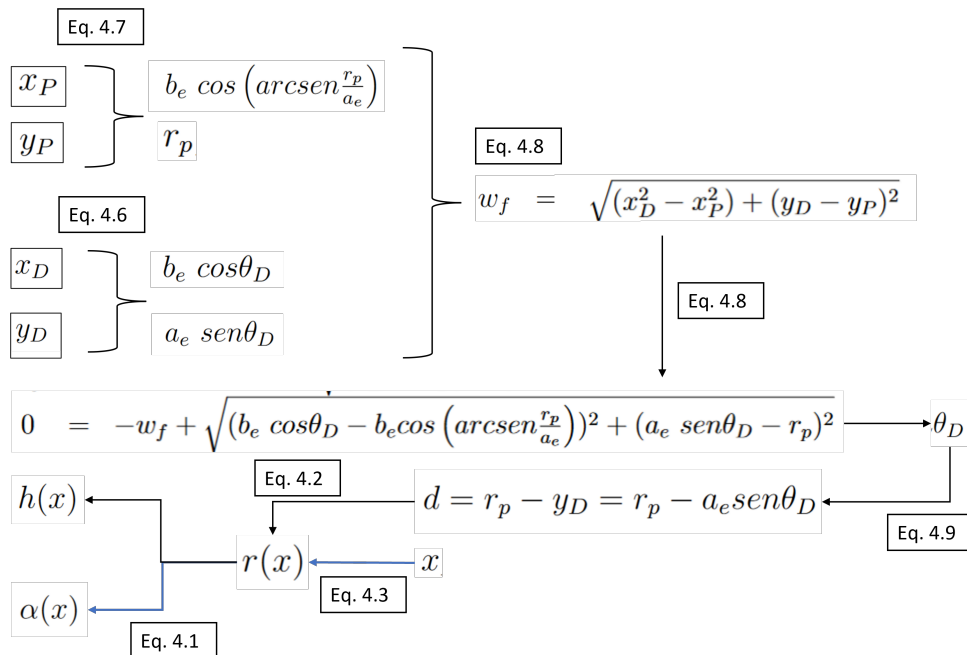 Eq. 4.7
x_P
b_e cos (arcsen r_p/a_e)
y_P
r_p
Eq. 4.8
w_f = √((x_D^2 − x_P^2) + (y_D − y_P)^2)
Eq. 4.6
x_D
b_e cosθ_D
y_D
a_e senθ_D
Eq. 4.8
0 = −w_f + √((b_e cosθ_D − b_e cos (arcsen r_p/a_e))^2 + (a_e senθ_D − r_p)^2)
θ_D
Eq. 4.2
h(x)
d = r_p − y_D = r_p − a_e senθ_D
Eq. 4.9
r(x)
x
Eq. 4.3
α(x)
Eq. 4.1